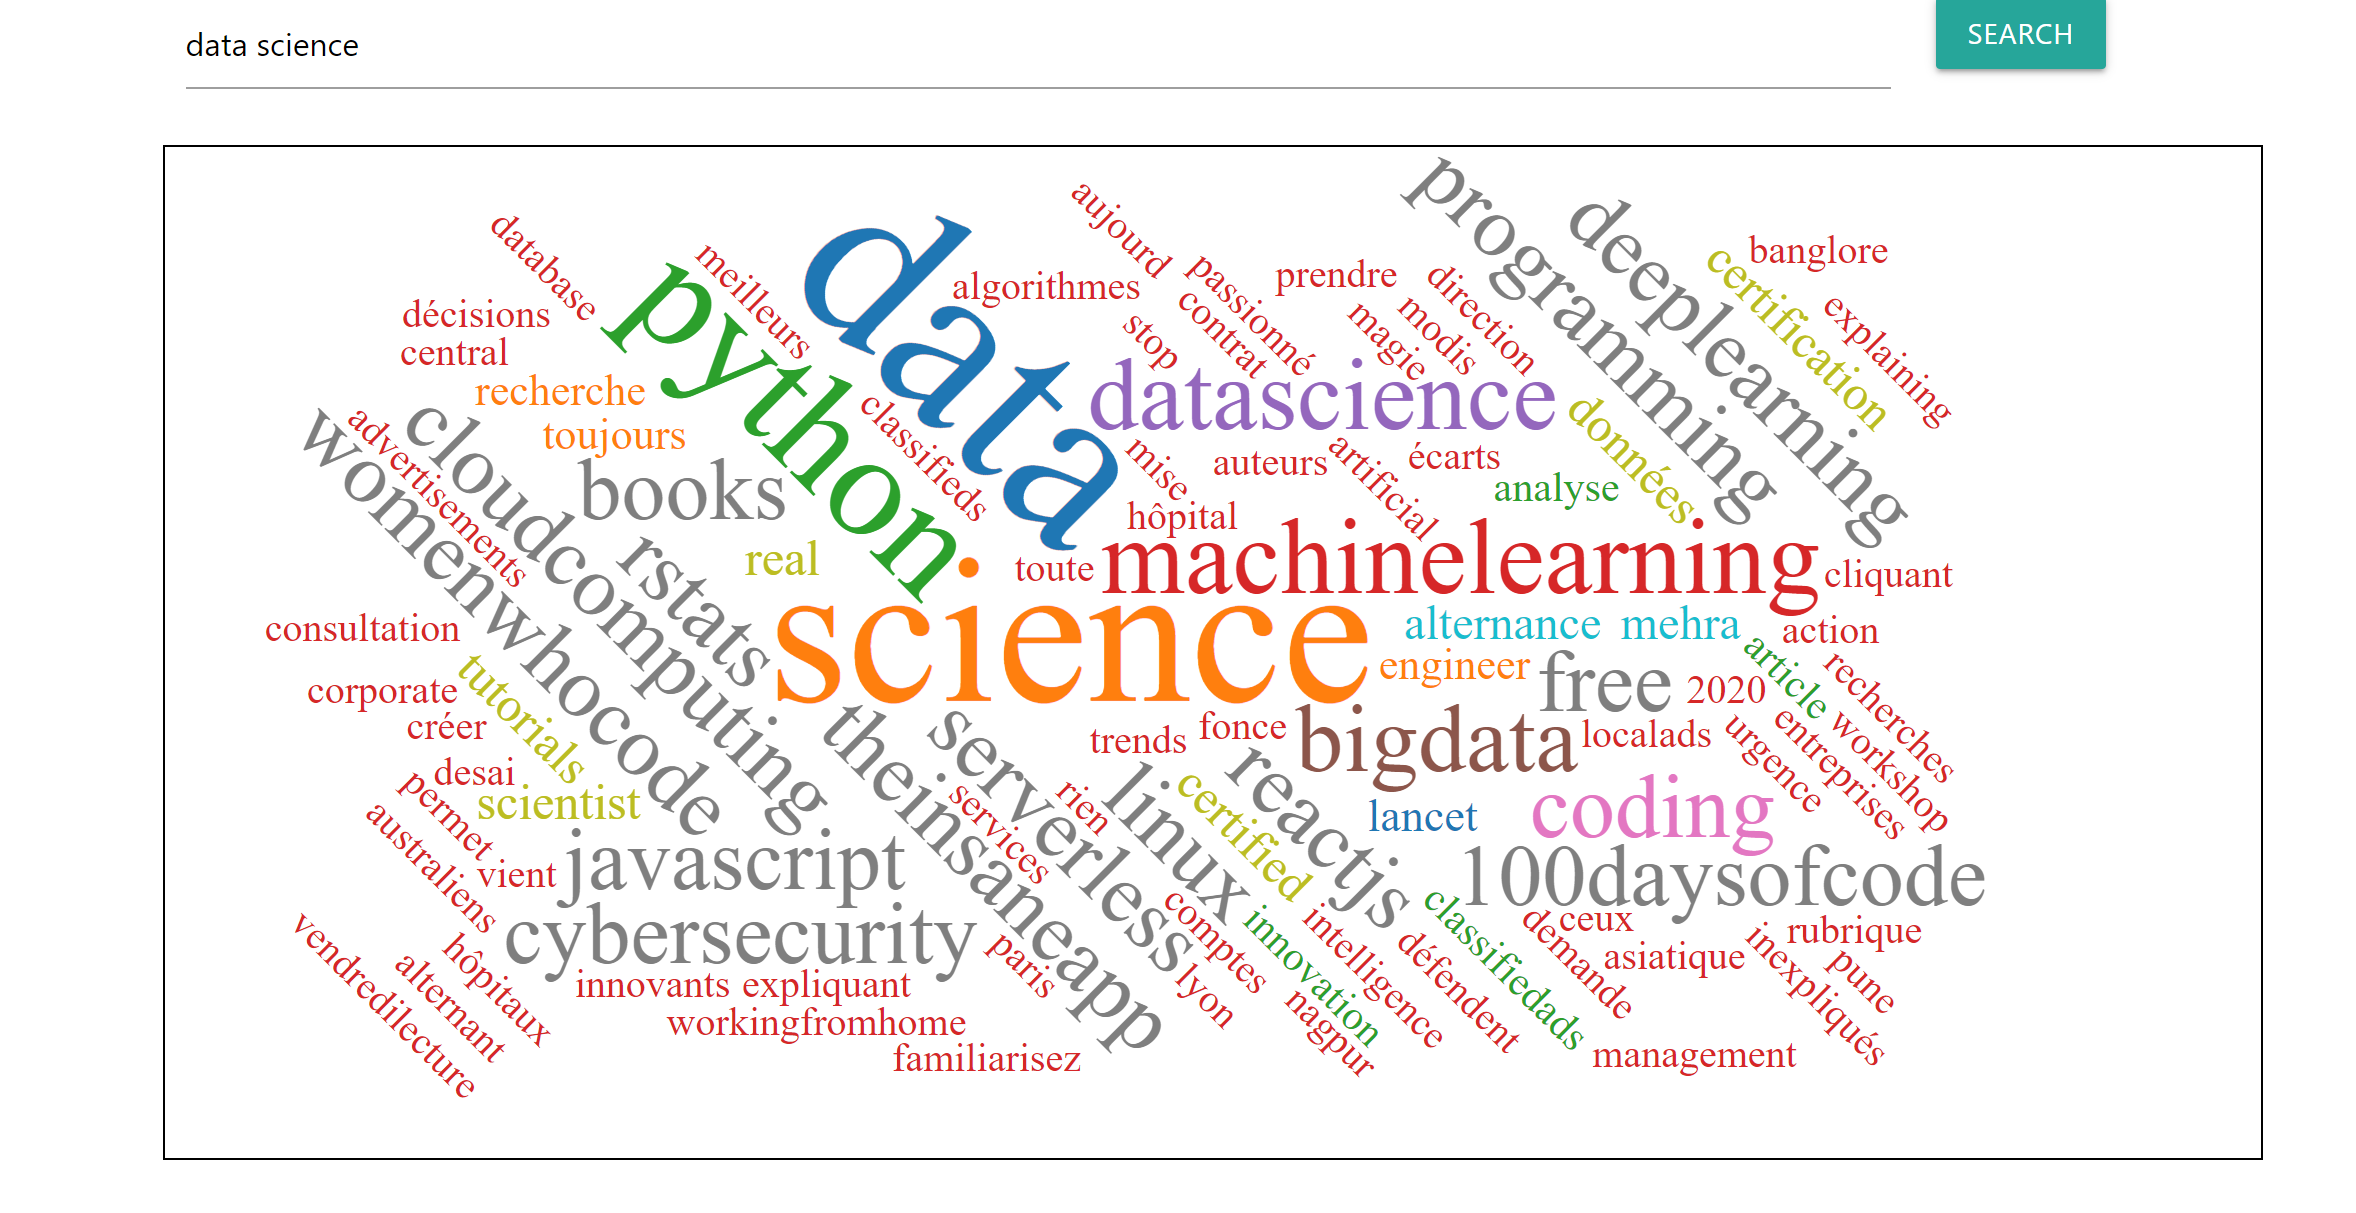 data science
SEARCH
programming
deeplearning
aujourd
database
data
meilleurs
python
algorithmes
passionné
prendre
direction
certification
banglore
contrat
magie
modis
explaining
décisions
stop
central
datascience
recherche
classifieds
données
cloudcomputing
womenwhocode
advertisements
toujours
mise
auteurs
artificial
écarts
books
analyse
hôpital
rstats
real
toute
machinelearning
cliquant
science
consultation
alternance
mehra
action
article
recherches
tutorials
engineer
free
2020
corporate
créer
theinsaneapp
serverless
trends
fonce
bigdata
localads
urgence
entreprises
workshop
desai
permet
reactjs
linux
certified
services
rien
scientist
lancet
coding
australiens
vient
javascript
100daysofcode
comptes
innovation
intelligence
classifiedads
demande
ceux
vendredilecture
cybersecurity
paris
défendent
rubrique
inexpliqués
pune
asiatique
hôpitaux
alternant
innovants
expliquant
lyon
nagpur
workingfromhome
familiarisez
management